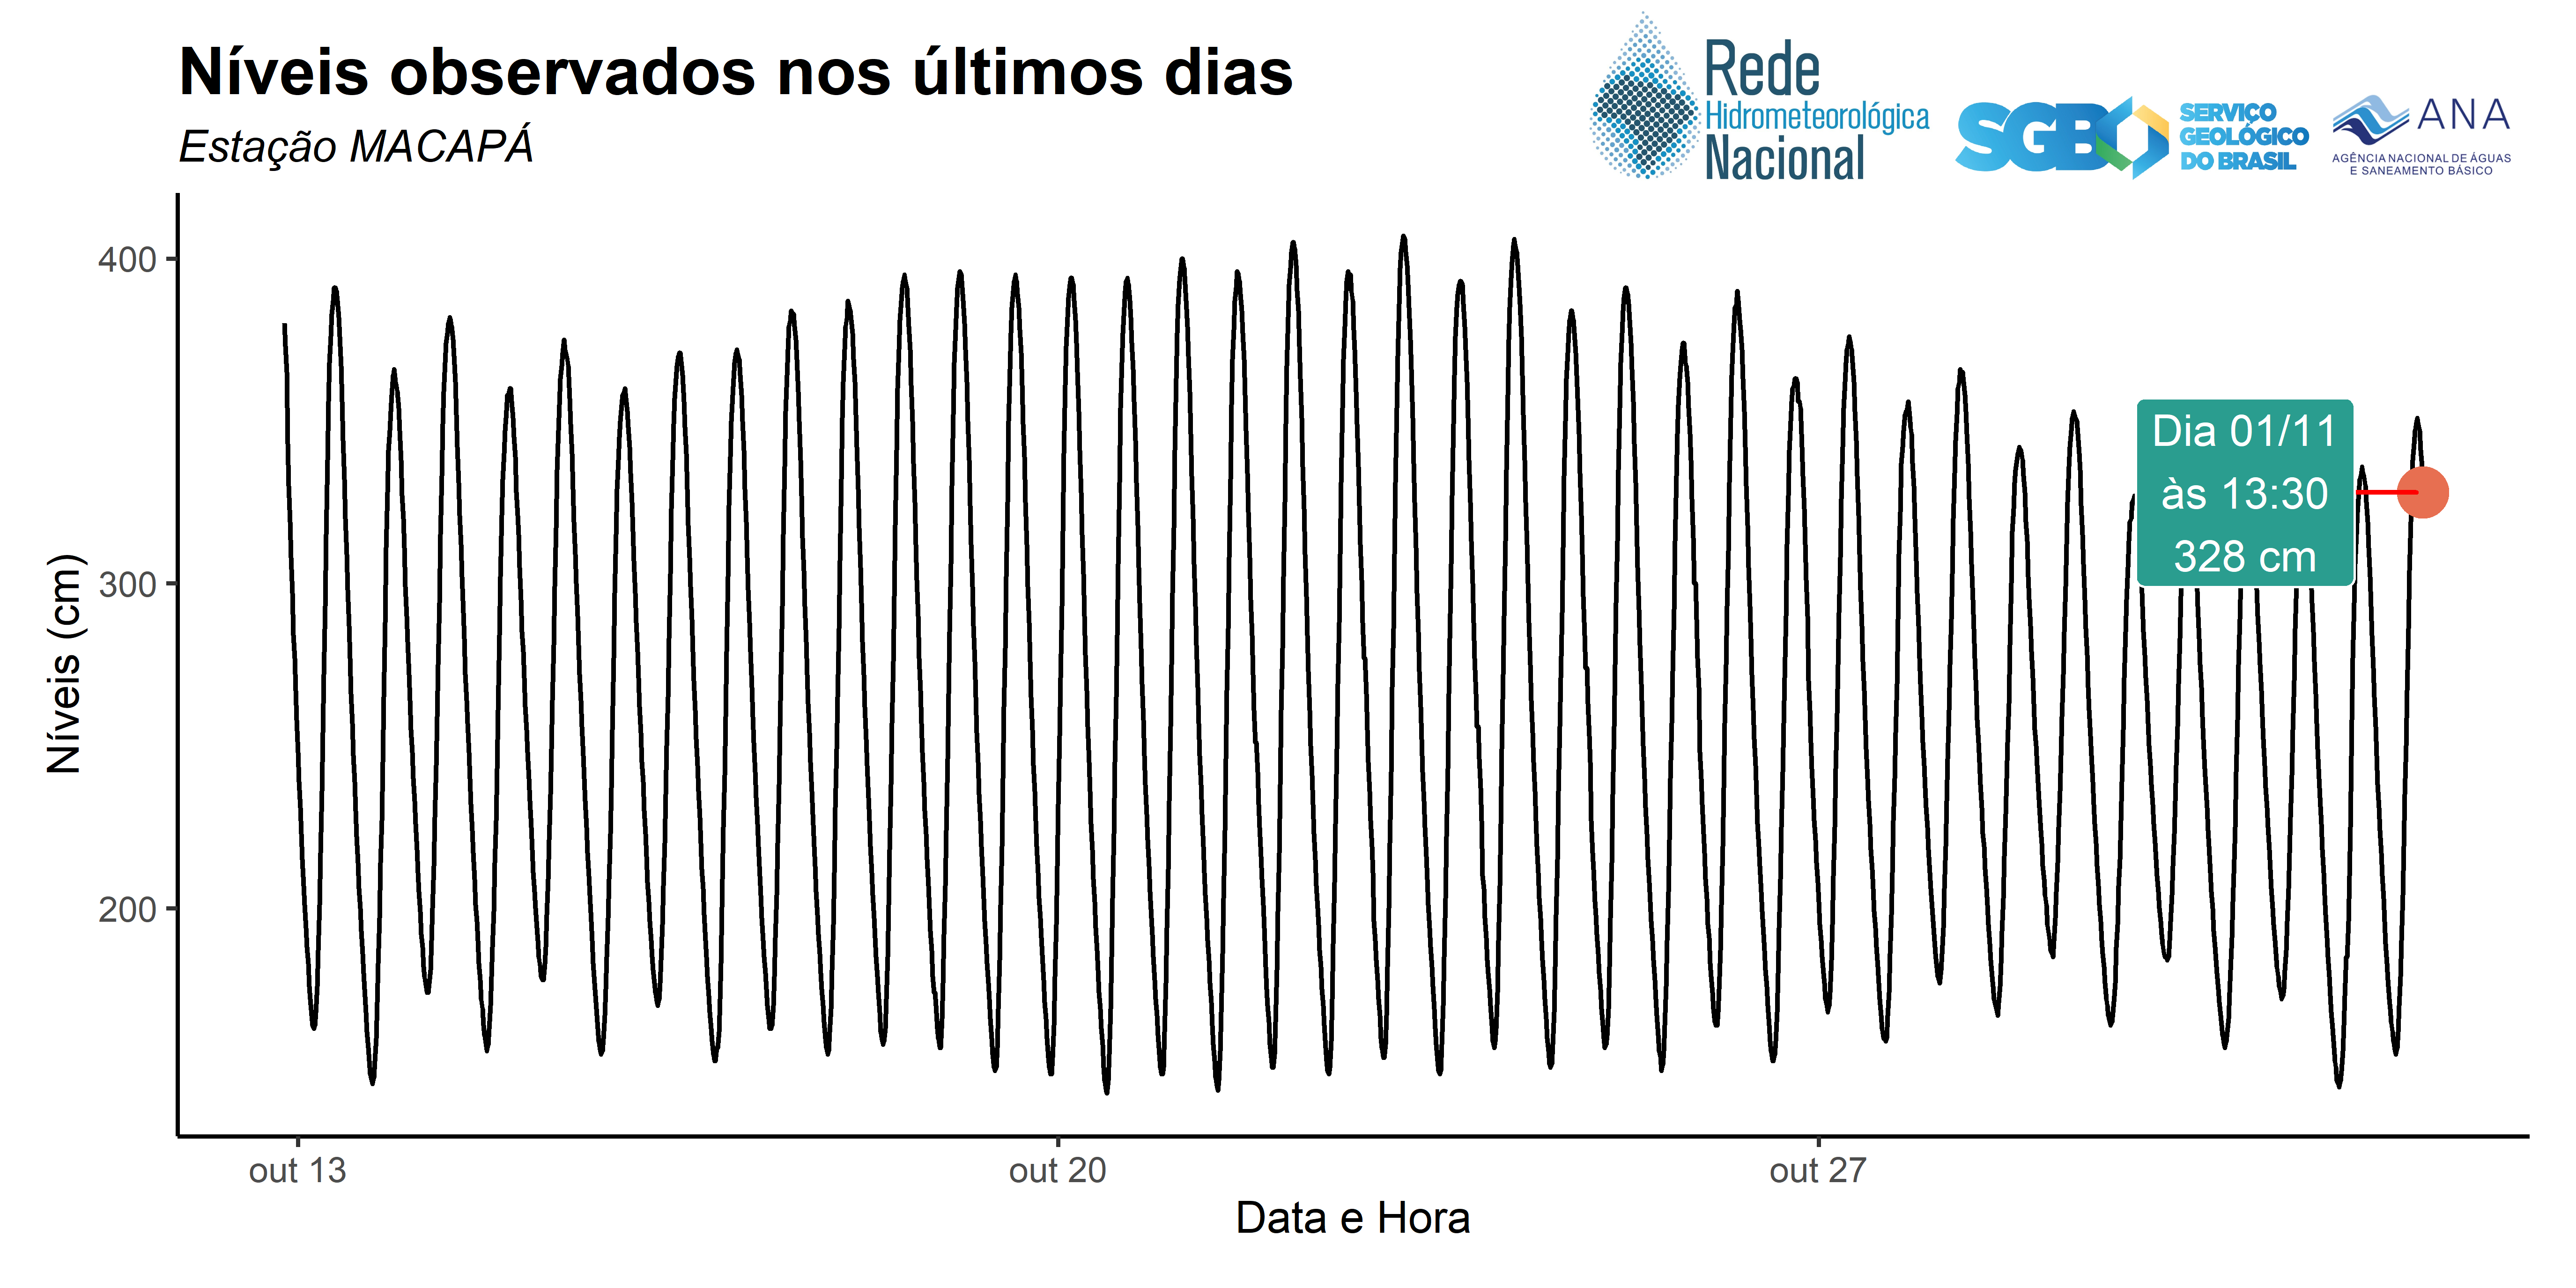 Níveis observados nos últimos dias
Estação MACAPÁ
Rede
Hidrometeorológica
Nacional
SGB
SERVIÇO
GEOLÓGICO
DO BRASIL
ANA
AGÊNCIA NACIONAL DE ÁGUAS
E SANEAMENTO BÁSICO
400
300
200
Níveis (cm)
Dia 01/11
às 13:30
328 cm
out 13
out 20
out 27
Data e Hora